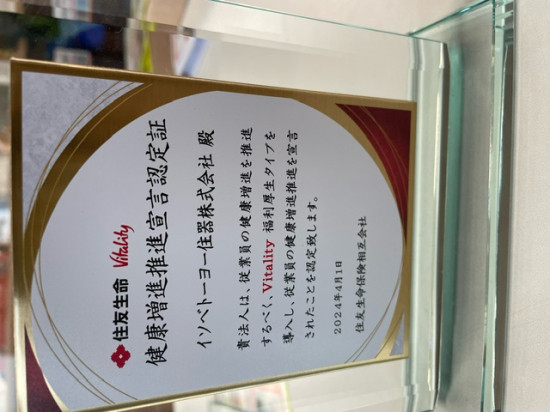 住友生命 Vitality
健康増進推進宣言認定証
イソベトーヨー住器株式会社 殿
貴法人は、従業員の健康増進を推進
するべく、Vitality 福利厚生タイプを
導入し、従業員の健康増進推進を宣言
されたことを認定致します。
2024年4月1日
住友生命保険相互会社